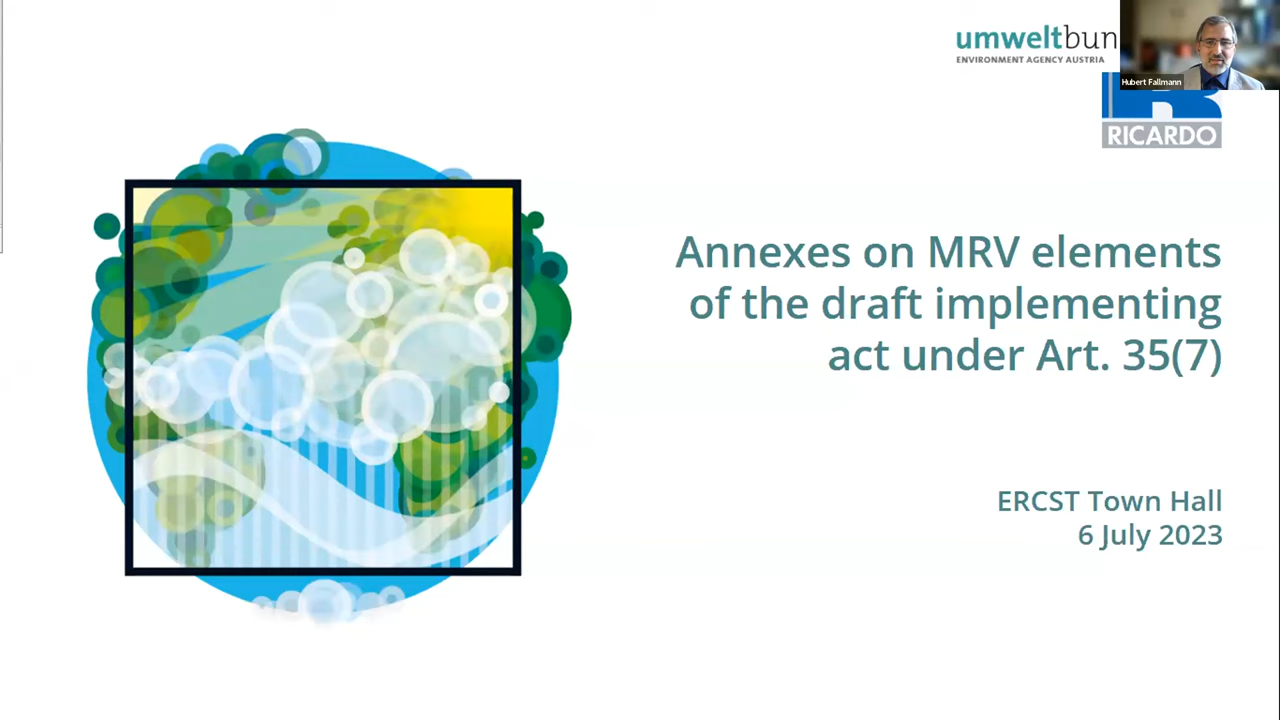 umweltbun
ENVIRONMENT AGENCY AUSTRIA
Hubert Fallmann
RICARDO
Annexes on MRV elements
of the draft implementing
act under Art. 35(7)
ERCST Town Hall
6 July 2023